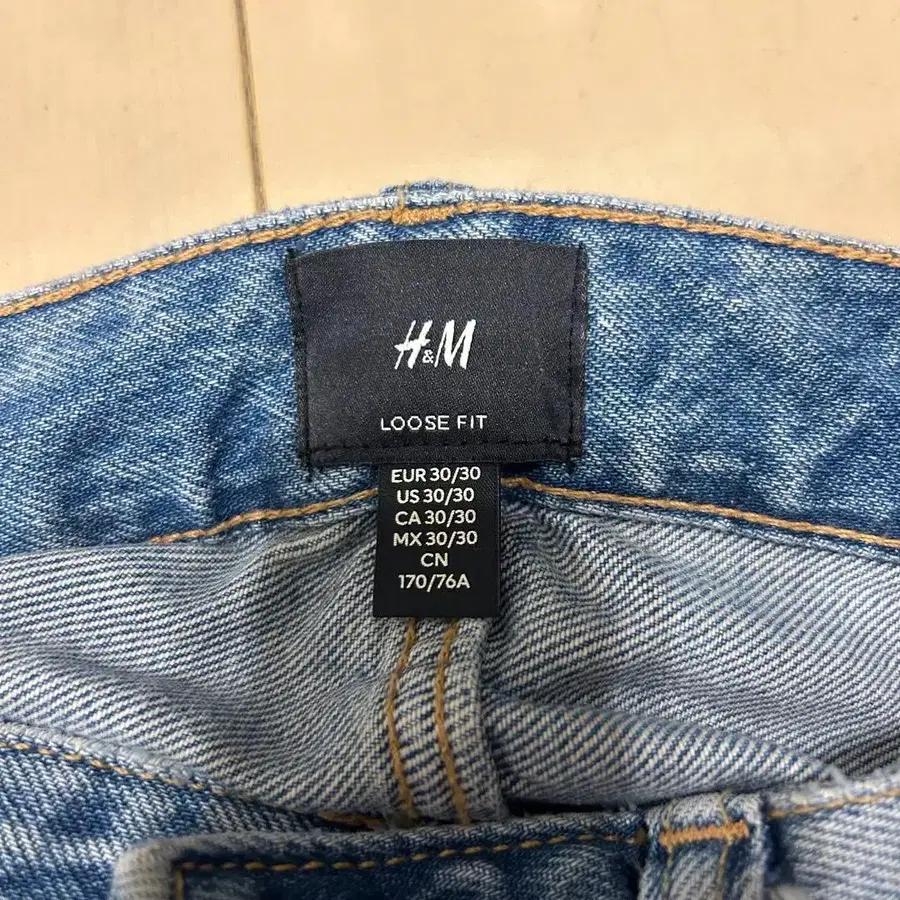 H&M
LOOSE FIT
EUR 30/30
US 30/30
CA 30/30
MX 30/30
CN
170/76A